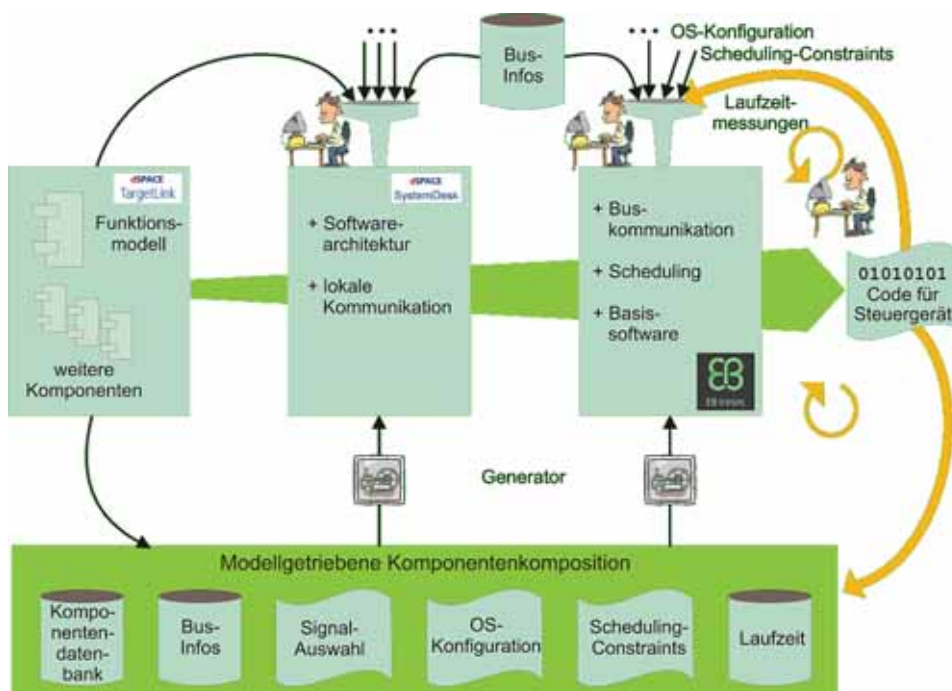 • • •
Bus-
Infos
• • •
OS-Konfiguration
Scheduling-Constraints
Laufzeit-
messungen
dSPACE
TargetLink
Funktions-
modell
weitere
Komponenten
dSPACE
SystemDesk
+ Software-
architektur
+ lokale
Kommunikation
+ Bus-
kommunikation
+ Scheduling
+ Basis-
software
EB
01010101
Code für
Steuergerät
Generator
Modellgetriebene Komponentenkomposition
Kompo-
nenten-
daten-
bank
Bus-
Infos
Signal-
Auswahl
OS-
Konfiguration
Scheduling-
Constraints
Laufzeit